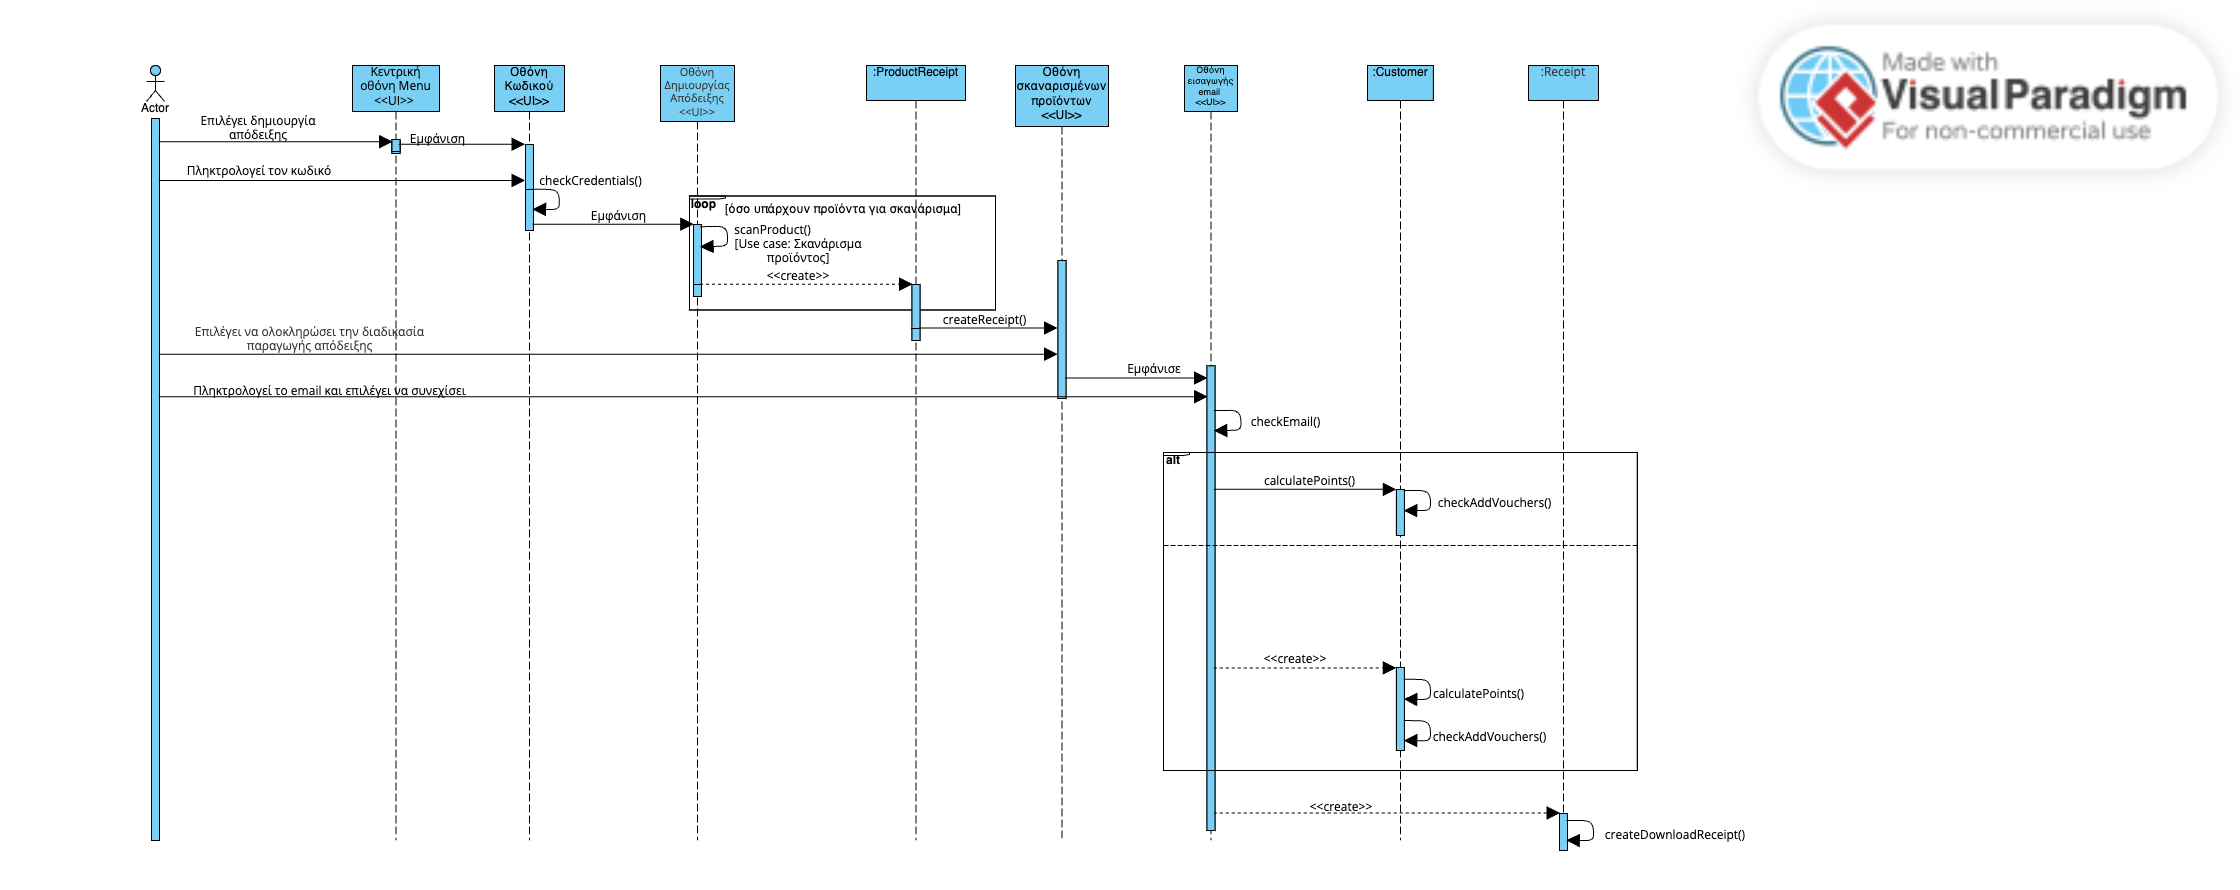 Made with
Visual Paradigm
For non-commercial use
Actor
Κεντρική
οθόνη Menu
<<UI>>
Οθόνη
Κωδικού
<<UI>>
Οθόνη
Δημιουργίας
Απόδειξης
<<UI>>
:ProductReceipt
Οθόνη
σκαναρισμένων
προϊόντων
<<UI>>
Οθόνη
εισαγωγής
email
<<UI>>
:Customer
:Receipt
Επιλέγει δημιουργία
απόδειξης
Εμφάνιση
Πληκτρολογεί τον κωδικό
checkCredentials()
Εμφάνιση
loop
[όσο υπάρχουν προϊόντα για σκανάρισμα]
scanProduct()
[Use case: Σκανάρισμα
προϊόντος]
<<create>>
createReceipt()
Επιλέγει να ολοκληρώσει την διαδικασία
παραγωγής απόδειξης
Εμφάνισε
Πληκτρολογεί το email και επιλέγει να συνεχίσει
checkEmail()
alt
calculatePoints()
checkAddVouchers()
<<create>>
calculatePoints()
checkAddVouchers()
<<create>>
createDownloadReceipt()